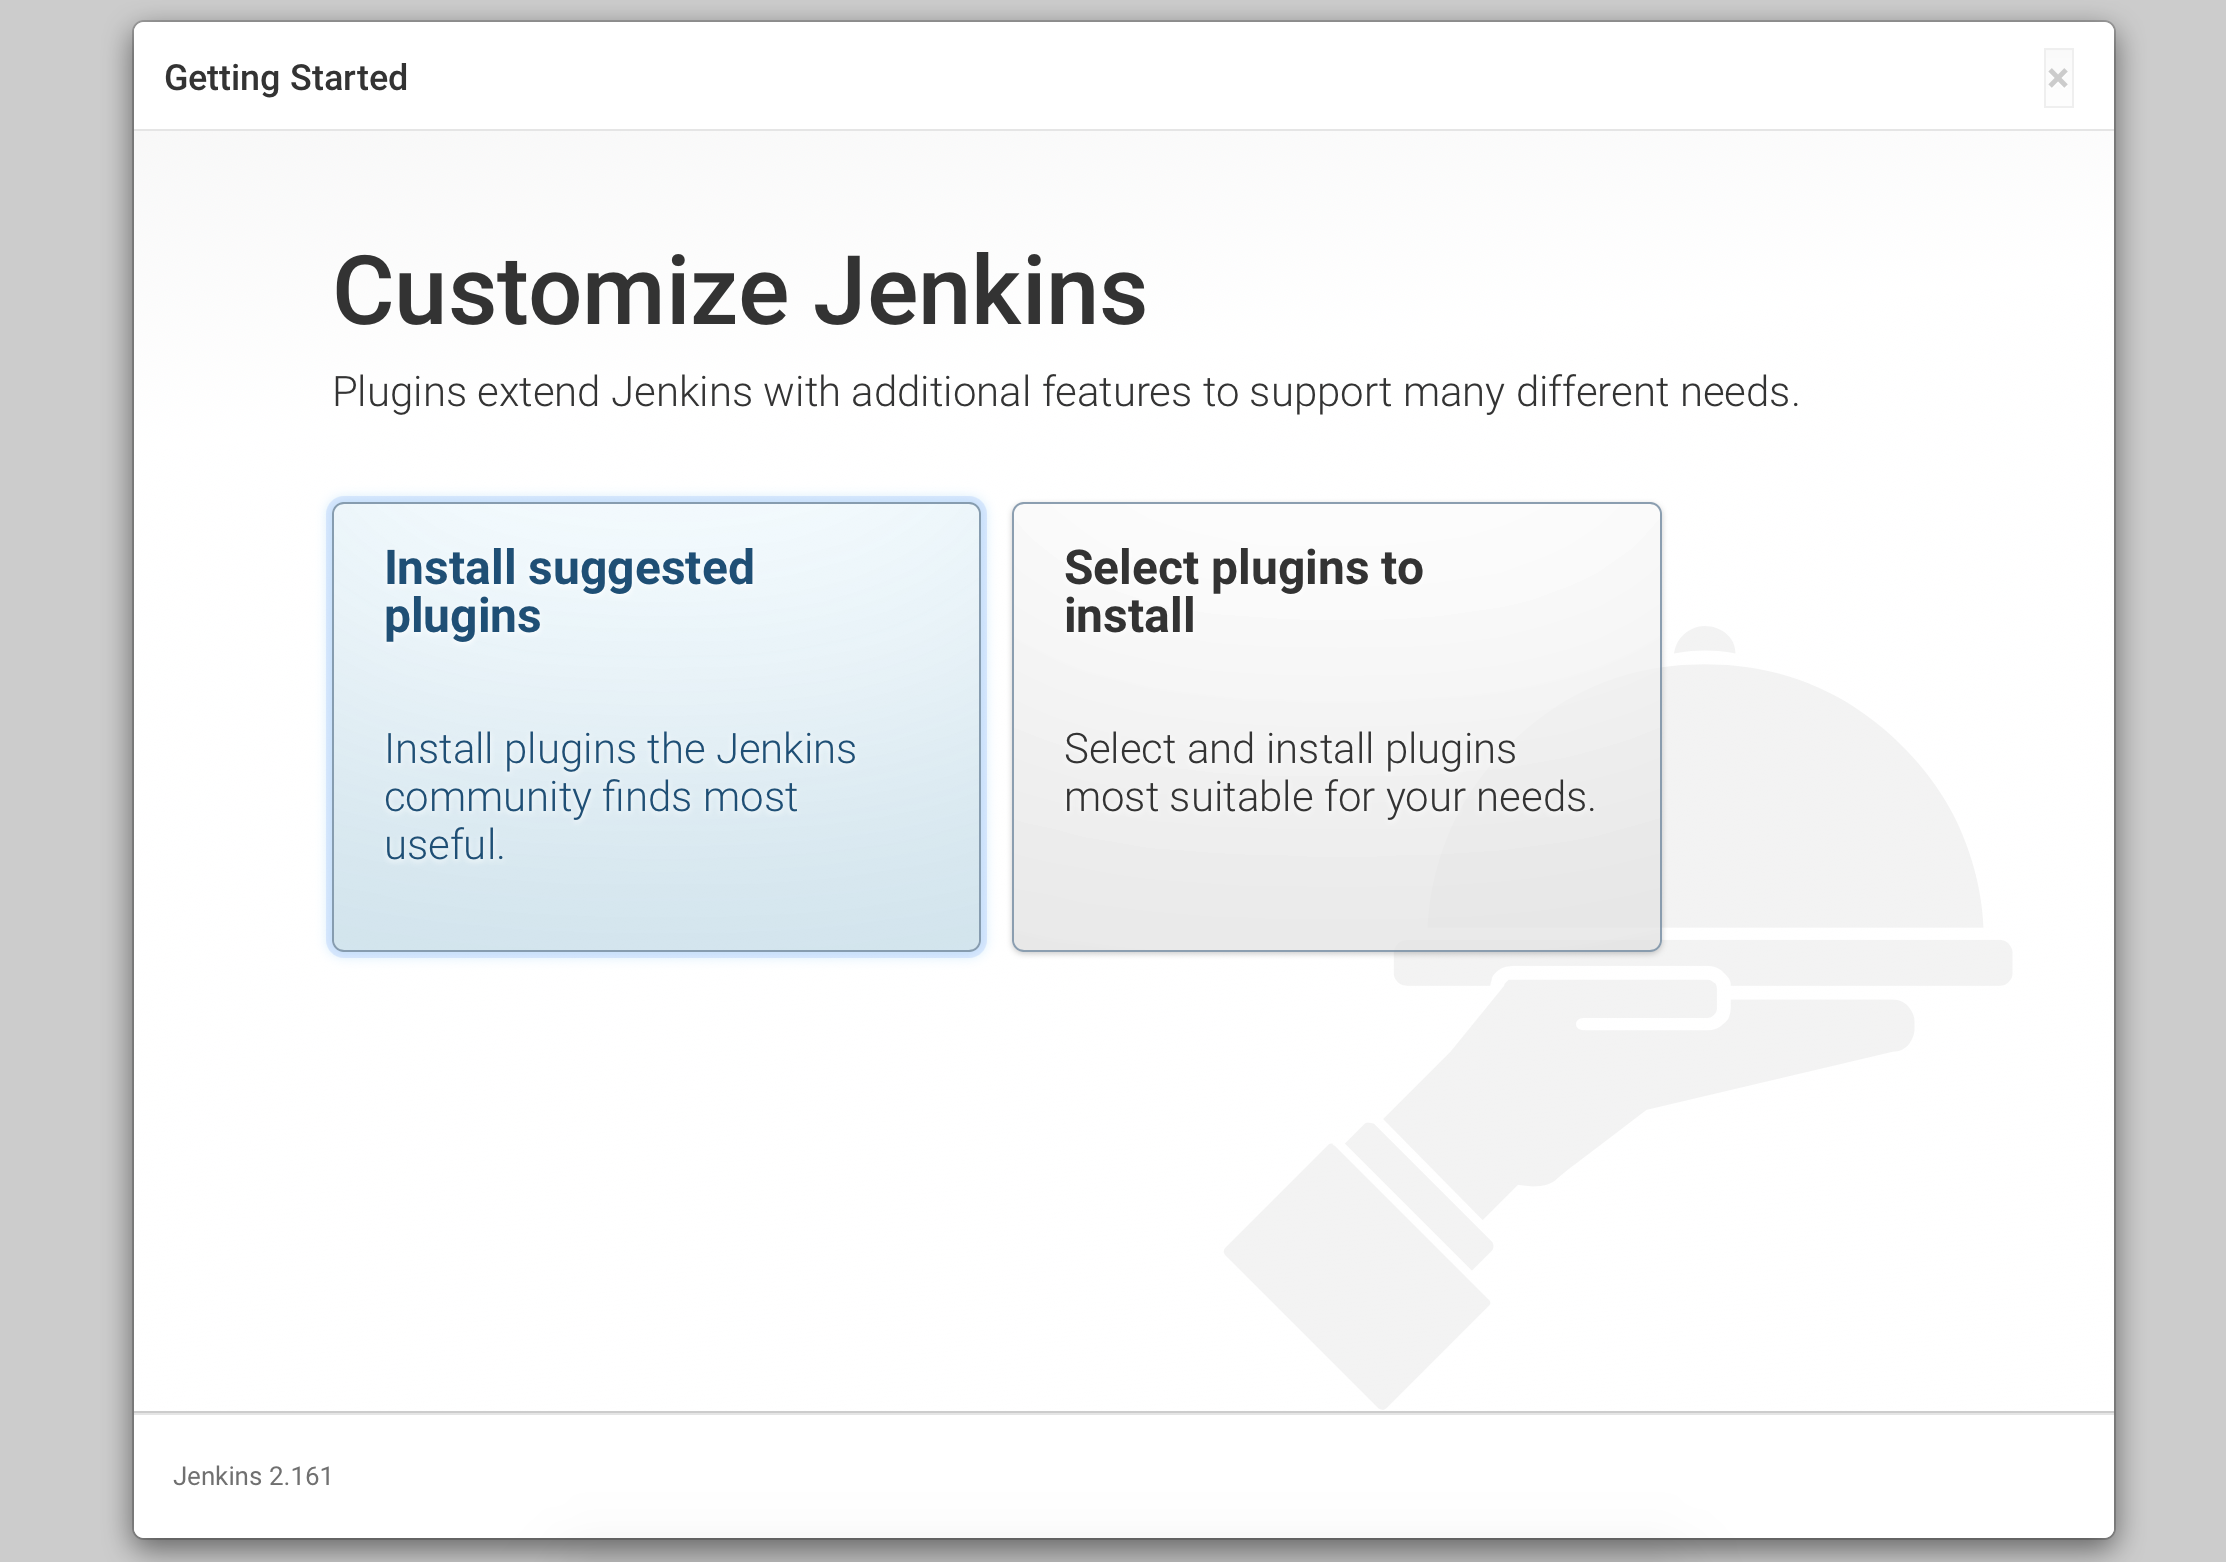 Getting Started
×
Customize Jenkins
Plugins extend Jenkins with additional features to support many different needs.
Install suggested
plugins
Install plugins the Jenkins
community finds most
useful.
Select plugins to
install
Select and install plugins
most suitable for your needs.
Jenkins 2.161